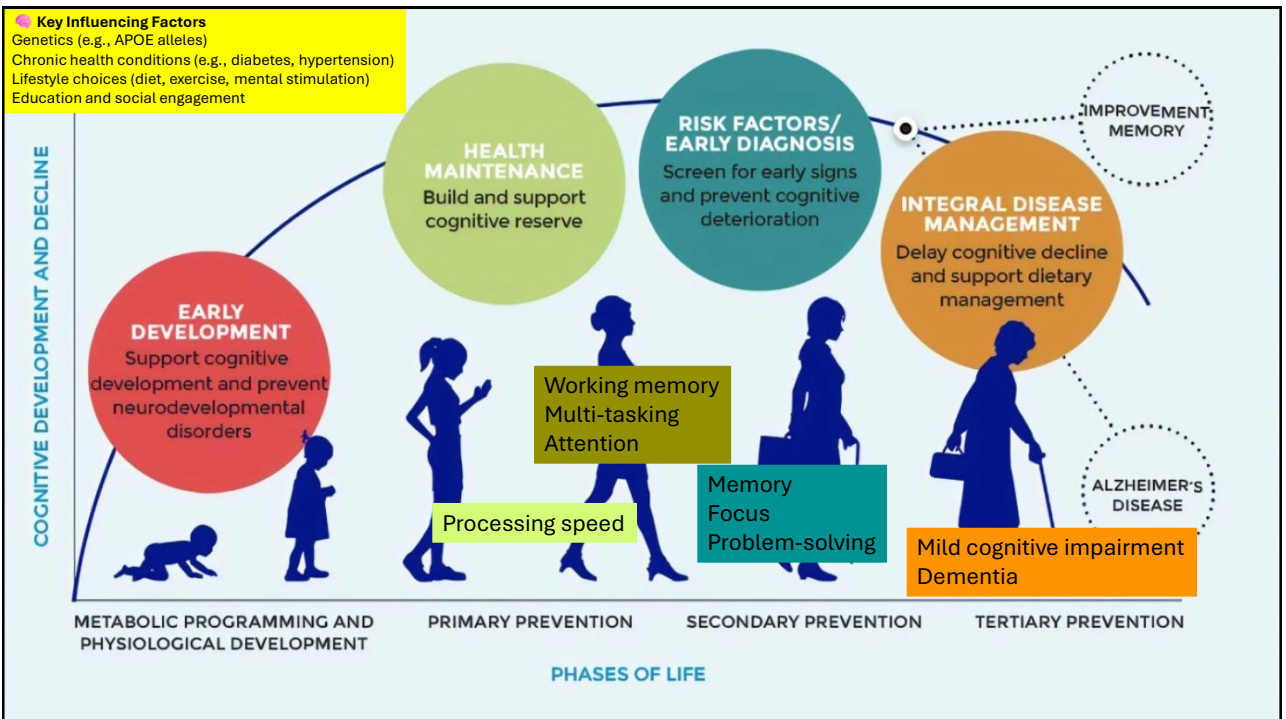 🧠 Key Influencing Factors
Genetics (e.g., APOE alleles)
Chronic health conditions (e.g., diabetes, hypertension)
Lifestyle choices (diet, exercise, mental stimulation)
Education and social engagement
COGNITIVE DEVELOPMENT AND DECLINE
EARLY
DEVELOPMENT
Support cognitive
development and prevent
neurodevelopmental
disorders
HEALTH
MAINTENANCE
Build and support
cognitive reserve
RISK FACTORS/
EARLY DIAGNOSIS
Screen for early signs
and prevent cognitive
deterioration
INTEGRAL DISEASE
MANAGEMENT
Delay cognitive decline
and support dietary
management
IMPROVEMENT
MEMORY
ALZHEIMER'S
DISEASE
Processing speed
Working memory
Multi-tasking
Attention
Memory
Focus
Problem-solving
Mild cognitive impairment
Dementia
METABOLIC PROGRAMMING AND
PHYSIOLOGICAL DEVELOPMENT
PRIMARY PREVENTION
SECONDARY PREVENTION
TERTIARY PREVENTION
PHASES OF LIFE